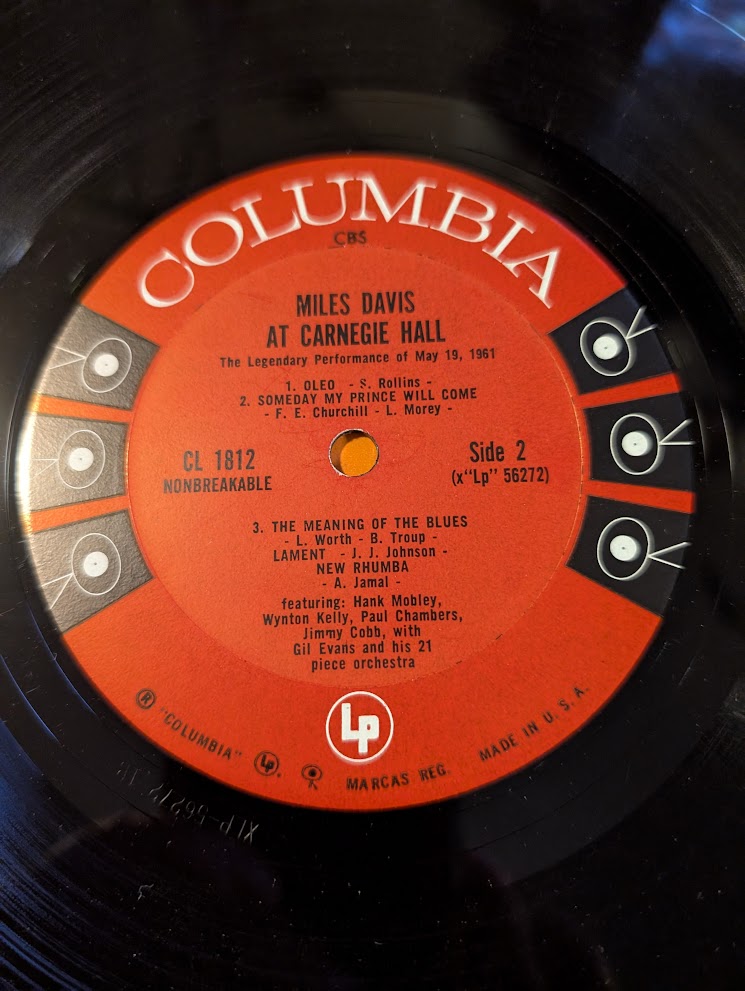 COLUMBIA
CBS
MILES DAVIS
AT CARNEGIE HALL
The Legendary Performance of May 19, 1961
1. OLEO - S. Rollins -
2. SOMEDAY MY PRINCE WILL COME
- F. E. Churchill - L. Morey -
CL 1812
NONBREAKABLE
Side 2
(x"Lp" 56272)
3. THE MEANING OF THE BLUES
- L. Worth - B. Troup -
LAMENT - J. J. Johnson -
NEW RHUMBA
- A. Jamal -
featuring: Hank Mobley,
Wynton Kelly, Paul Chambers,
Jimmy Cobb, with
Gil Evans and his 21
piece orchestra
Lp
® "COLUMBIA" Lp. MARCAS REG. MADE IN U. S. A.
XLP-56272